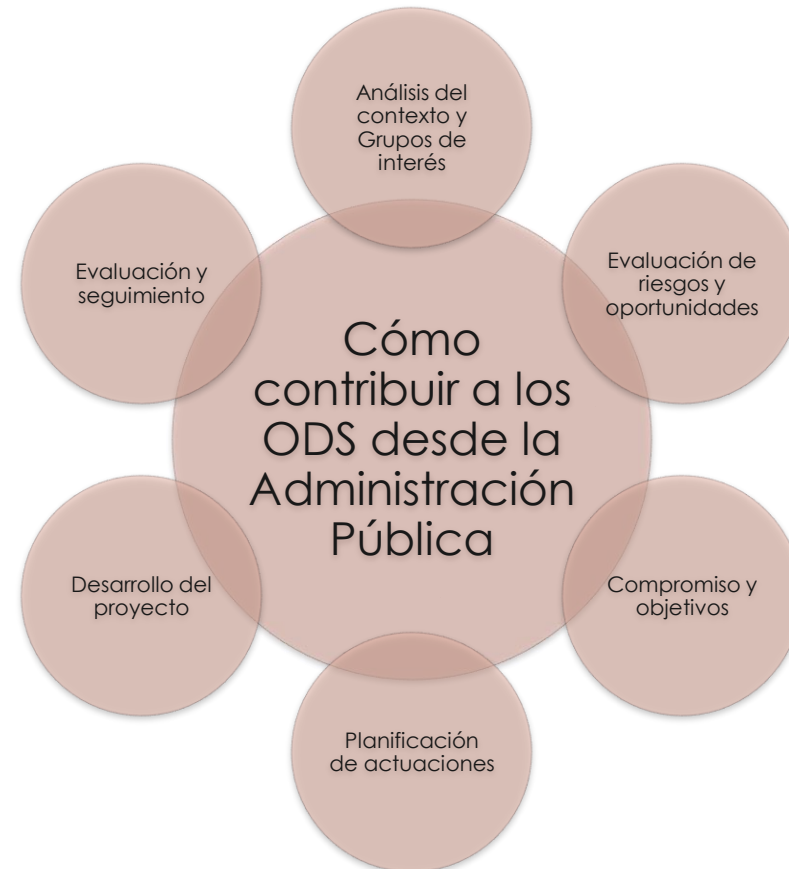 Análisis del
contexto y
Grupos de
interés
Evaluación de
riesgos y
oportunidades
Compromiso y
objetivos
Planificación
de actuaciones
Desarrollo del
proyecto
Evaluación y
seguimiento
Cómo
contribuir a los
ODS desde la
Administración
Pública